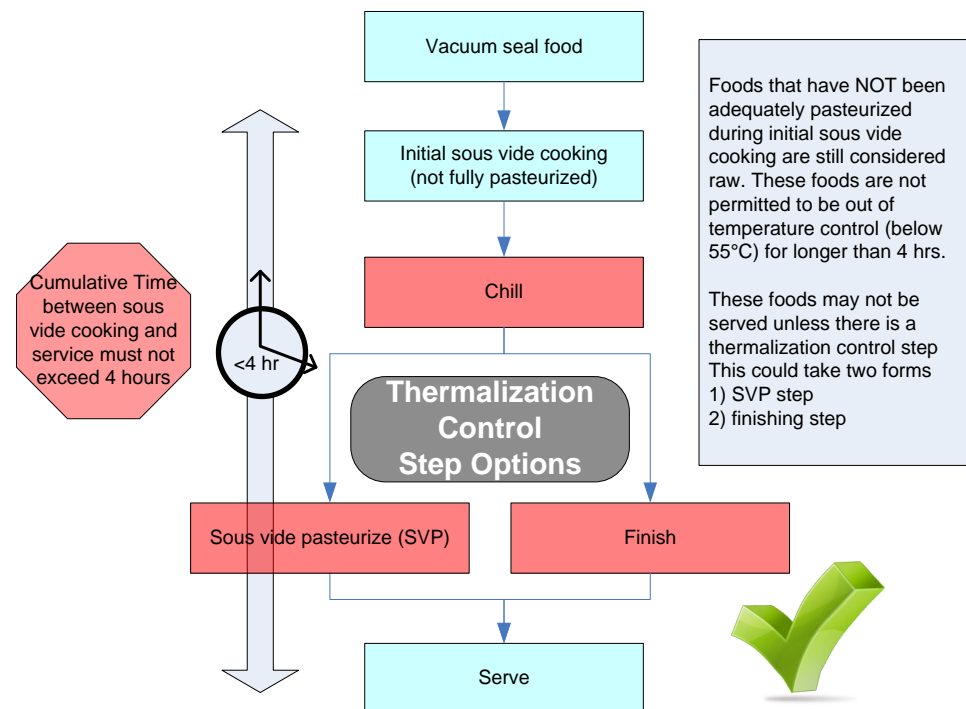 Vacuum seal food
Initial sous vide cooking
(not fully pasteurized)
Chill
Cumulative Time
between sous
vide cooking and
service must not
exceed 4 hours
<4 hr
Thermalization
Control
Step Options
Sous vide pasteurize (SVP)
Finish
Serve
Foods that have NOT been
adequately pasteurized
during initial sous vide
cooking are still considered
raw. These foods are not
permitted to be out of
temperature control (below
55°C) for longer than 4 hrs.
These foods may not be
served unless there is a
thermalization control step
This could take two forms
1) SVP step
2) finishing step